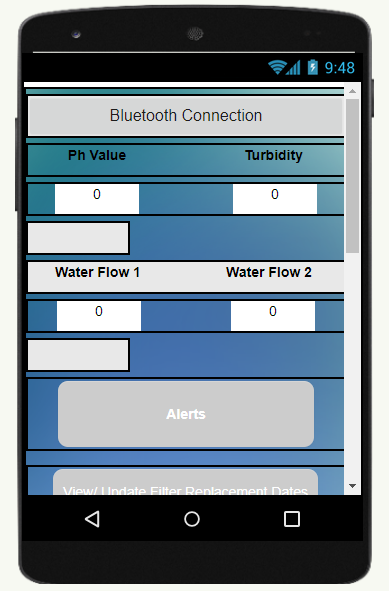 9:48
Bluetooth Connection
Ph Value Turbidity
0 0
Water Flow 1 Water Flow 2
0 0
Alerts
View/ Update Filter Replacement Dates